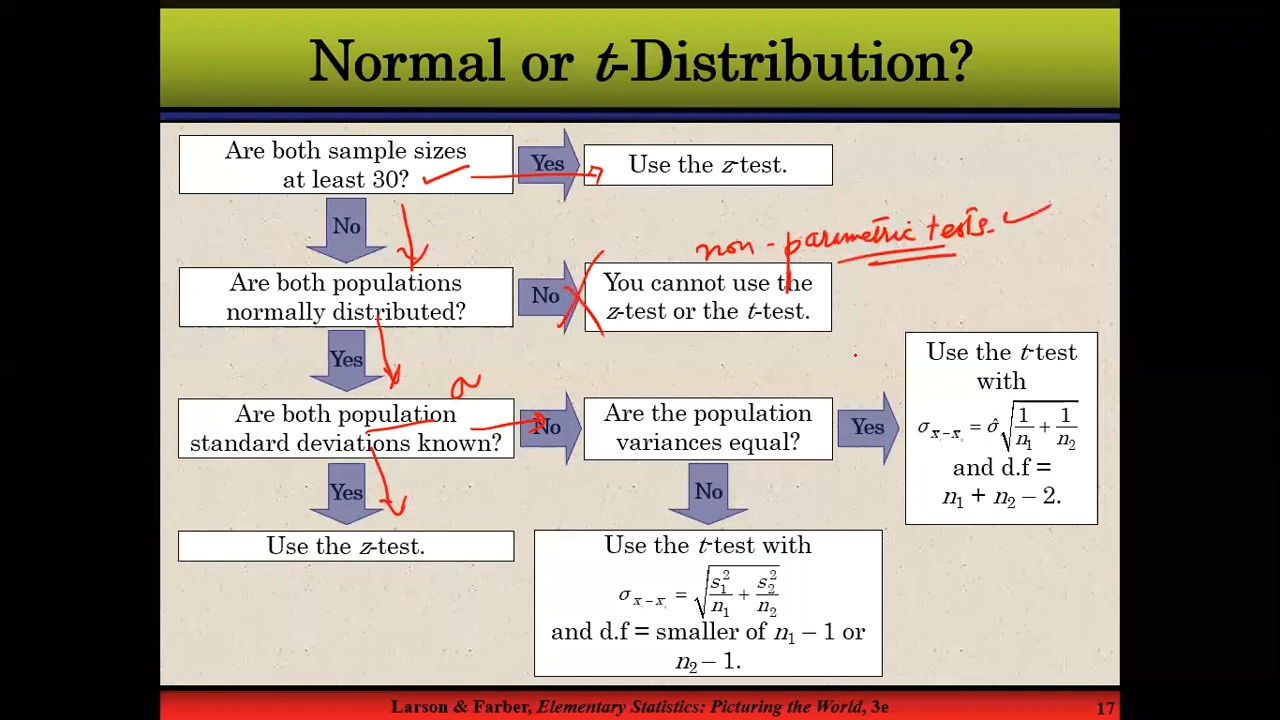 Normal or t-Distribution?
Are both sample sizes
at least 30?
Yes
Use the z-test.
No
non-parametric tests.
Are both populations
normally distributed?
No
You cannot use the
z-test or the t-test.
Yes
σ
Are both population
standard deviations known?
No
Are the population
variances equal?
Yes
Use the t-test
with
σx̄₋x̄ = σ̂ √(1/n₁ + 1/n₂)
and d.f =
n₁ + n₂ – 2.
Yes
Use the z-test.
No
Use the t-test with
σx̄₋x̄ = √(s₁²/n₁ + s₂²/n₂)
and d.f = smaller of n₁ – 1 or
n₂ – 1.
Larson & Farber, Elementary Statistics: Picturing the World, 3e
17